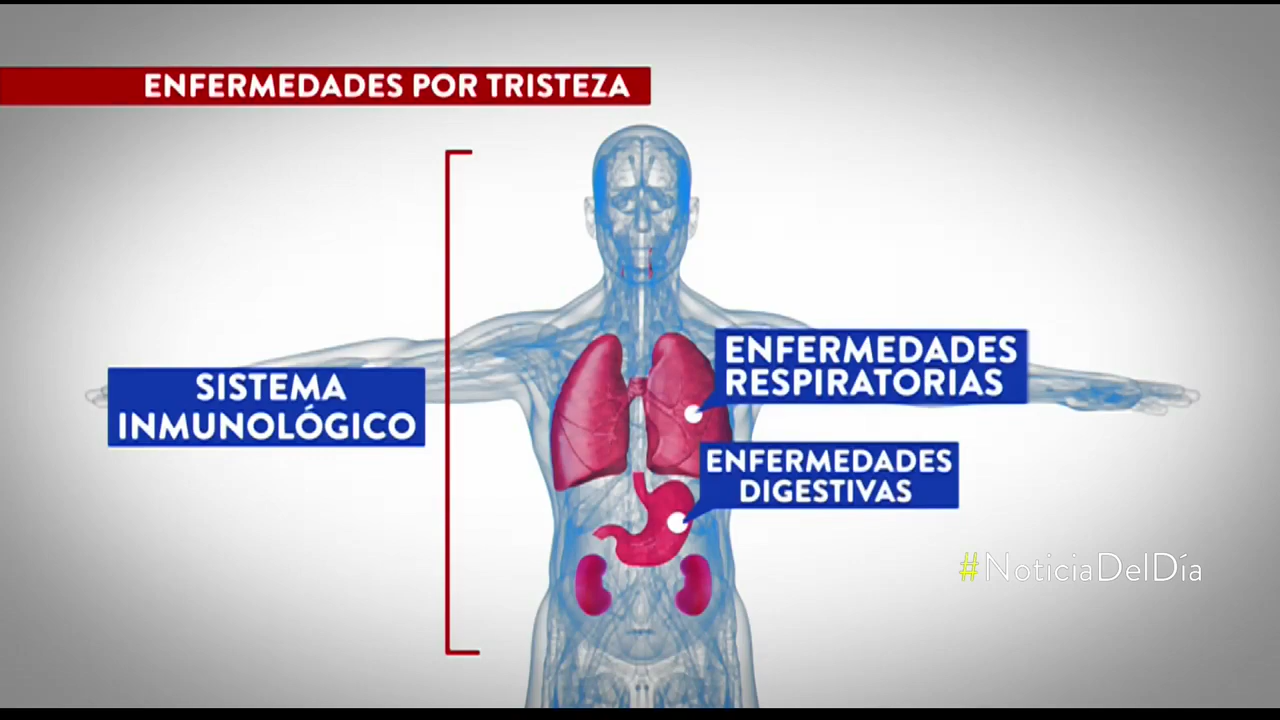 ENFERMEDADES POR TRISTEZA
SISTEMA
INMUNOLÓGICO
ENFERMEDADES
RESPIRATORIAS
ENFERMEDADES
DIGESTIVAS
#NoticiaDelDía